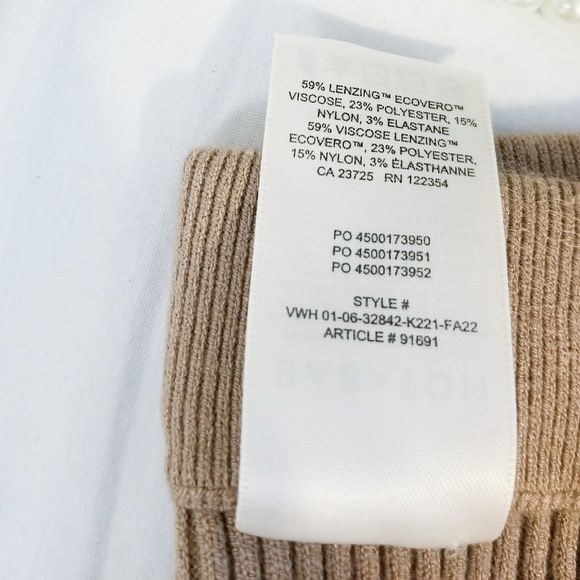 59% LENZING™ ECOVERO™
VISCOSE, 23% POLYESTER, 15%
NYLON, 3% ELASTANE
59% VISCOSE LENZING™
ECOVERO™, 23% POLYESTER,
15% NYLON, 3% ÉLASTHANNE
CA 23725 RN 122354
PO 4500173950
PO 4500173951
PO 4500173952
STYLE #
VWH 01-06-32842-K221-FA22
ARTICLE # 91691
BABATON